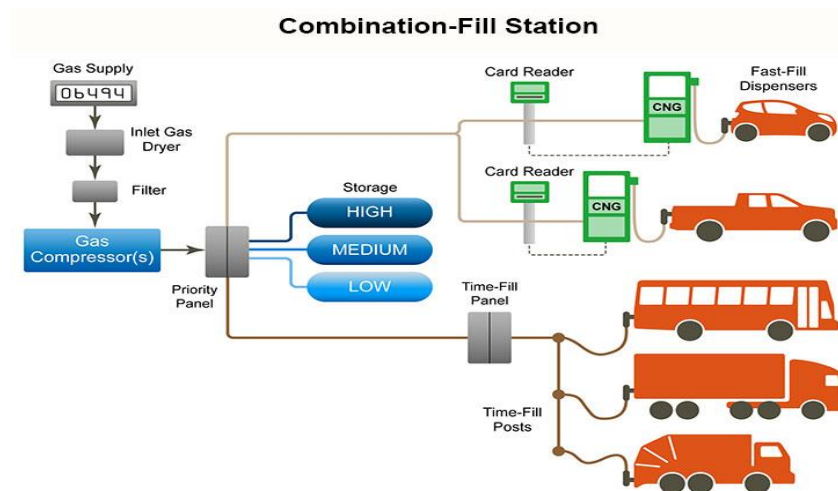 Combination-Fill Station
Gas Supply
06494
Inlet Gas
Dryer
Filter
Gas
Compressor(s)
Priority
Panel
Storage
HIGH
MEDIUM
LOW
Card Reader
CNG
Fast-Fill
Dispensers
Card Reader
CNG
Time-Fill
Panel
Time-Fill
Posts